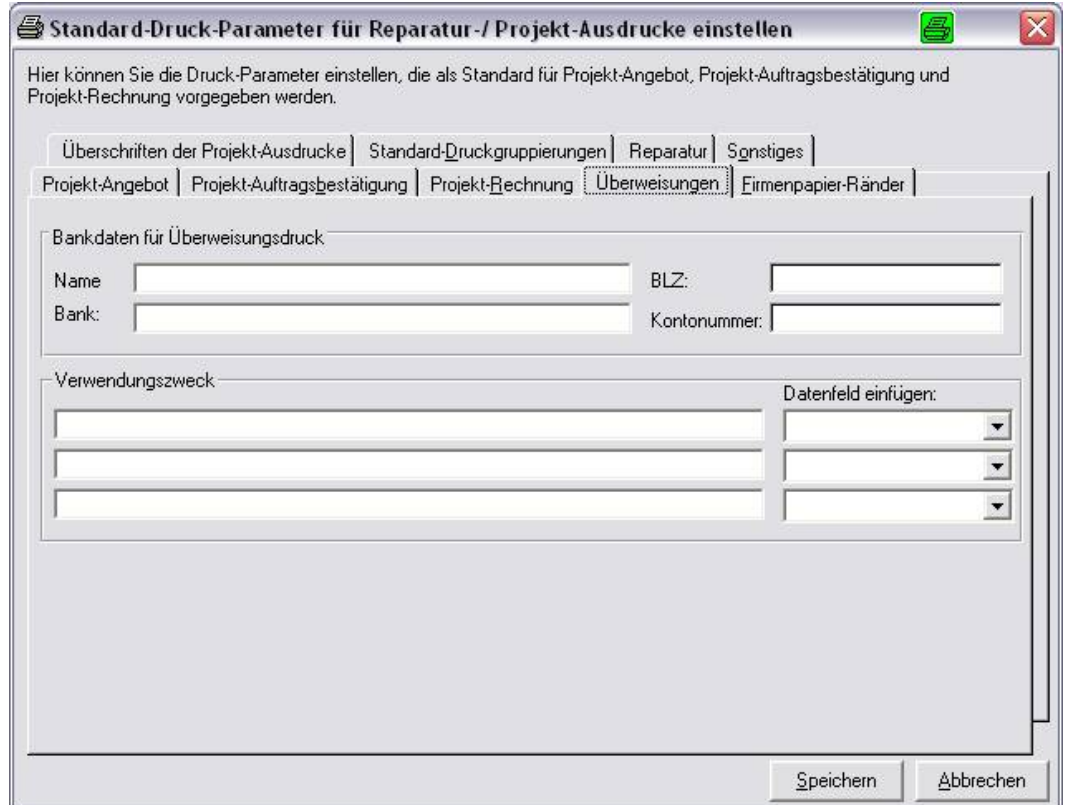 Standard-Druck-Parameter für Reparatur-/ Projekt-Ausdrucke einstellen
Hier können Sie die Druck-Parameter einstellen, die als Standard für Projekt-Angebot, Projekt-Auftragsbestätigung und
Projekt-Rechnung vorgegeben werden.
Überschriften der Projekt-Ausdrucke Standard-Druckgruppierungen Reparatur Sonstiges
Projekt-Angebot Projekt-Auftragsbestätigung Projekt-Rechnung Überweisungen Firmenpapier-Ränder
Bankdaten für Überweisungsdruck
Name BLZ:
Bank: Kontonummer:
Verwendungszweck
Datenfeld einfügen:
Speichern Abbrechen